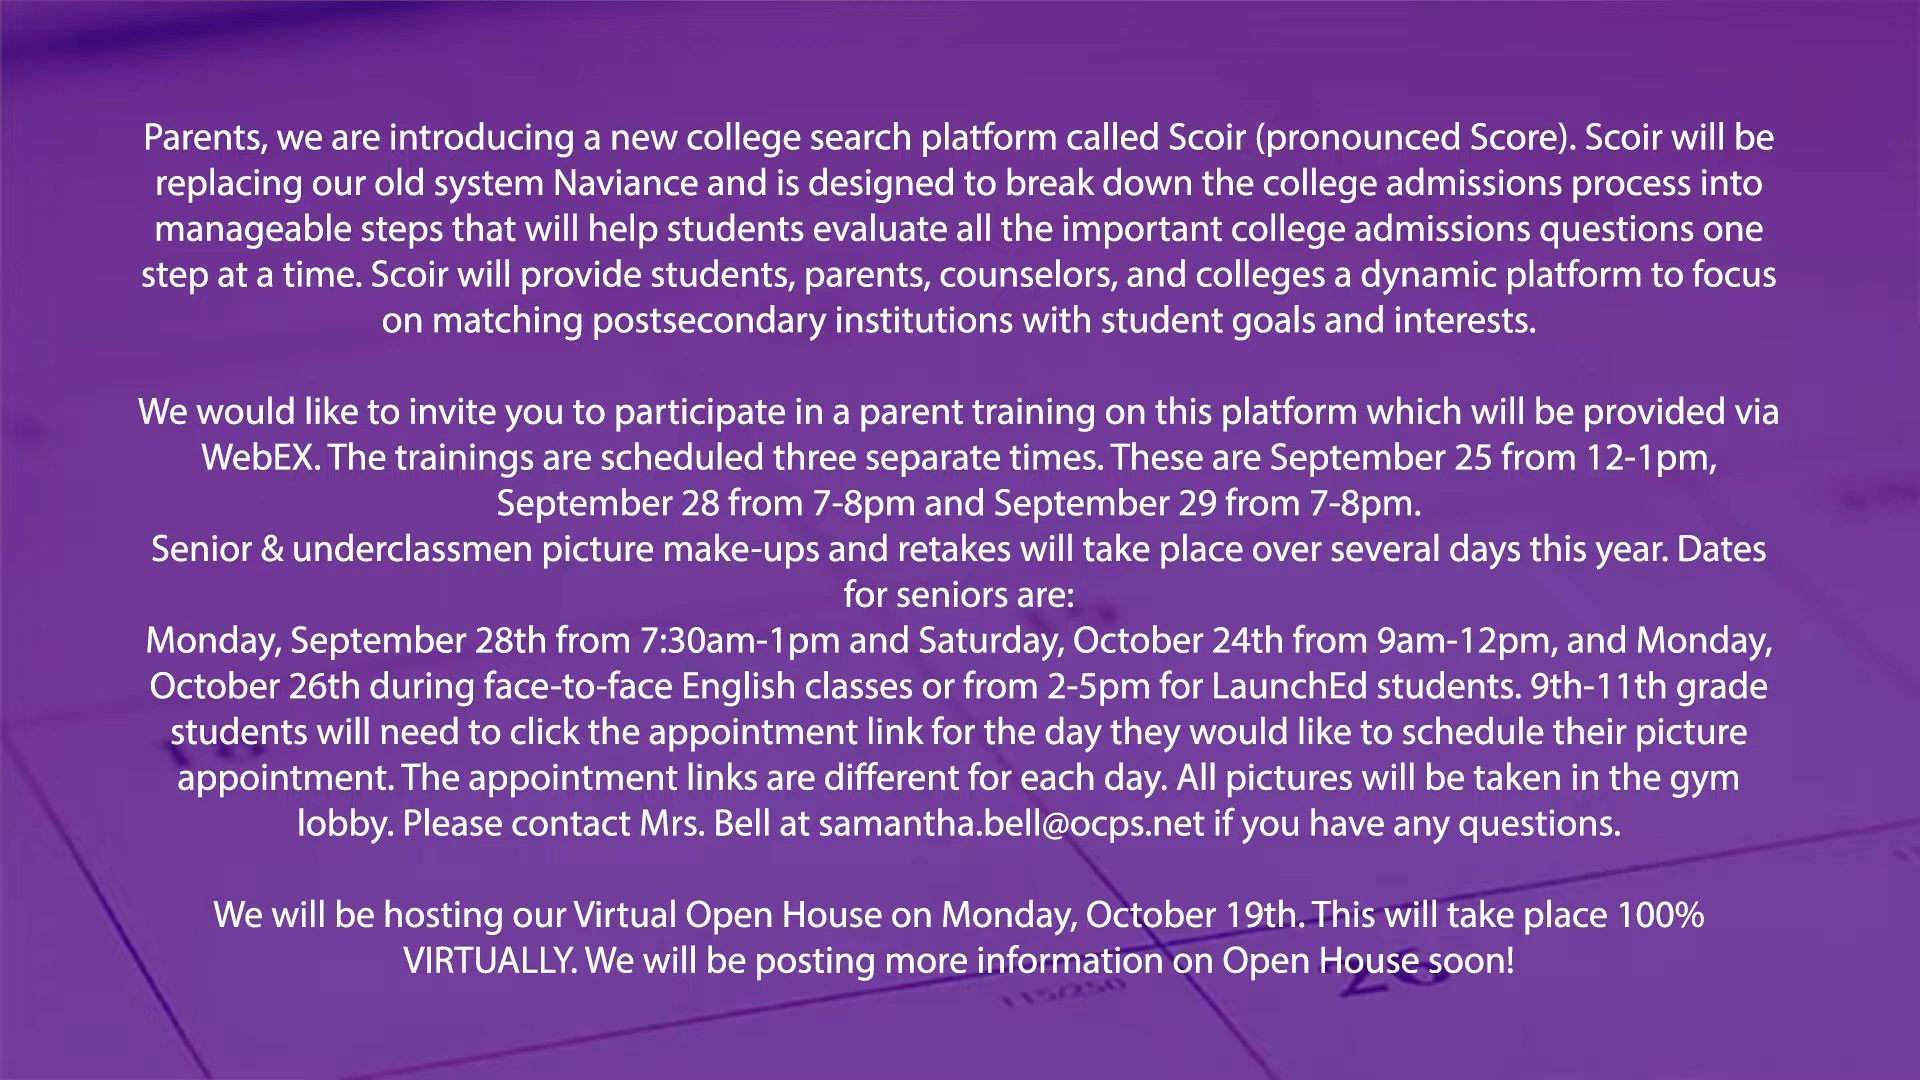 Parents, we are introducing a new college search platform called Scoir (pronounced Score). Scoir will be
replacing our old system Naviance and is designed to break down the college admissions process into
manageable steps that will help students evaluate all the important college admissions questions one
step at a time. Scoir will provide students, parents, counselors, and colleges a dynamic platform to focus
on matching postsecondary institutions with student goals and interests.
We would like to invite you to participate in a parent training on this platform which will be provided via
WebEX. The trainings are scheduled three separate times. These are September 25 from 12-1pm,
September 28 from 7-8pm and September 29 from 7-8pm.
Senior & underclassmen picture make-ups and retakes will take place over several days this year. Dates
for seniors are:
Monday, September 28th from 7:30am-1pm and Saturday, October 24th from 9am-12pm, and Monday,
October 26th during face-to-face English classes or from 2-5pm for LaunchEd students. 9th-11th grade
students will need to click the appointment link for the day they would like to schedule their picture
appointment. The appointment links are different for each day. All pictures will be taken in the gym
lobby. Please contact Mrs. Bell at samantha.bell@ocps.net if you have any questions.
We will be hosting our Virtual Open House on Monday, October 19th. This will take place 100%
VIRTUALLY. We will be posting more information on Open House soon!
26
115/250